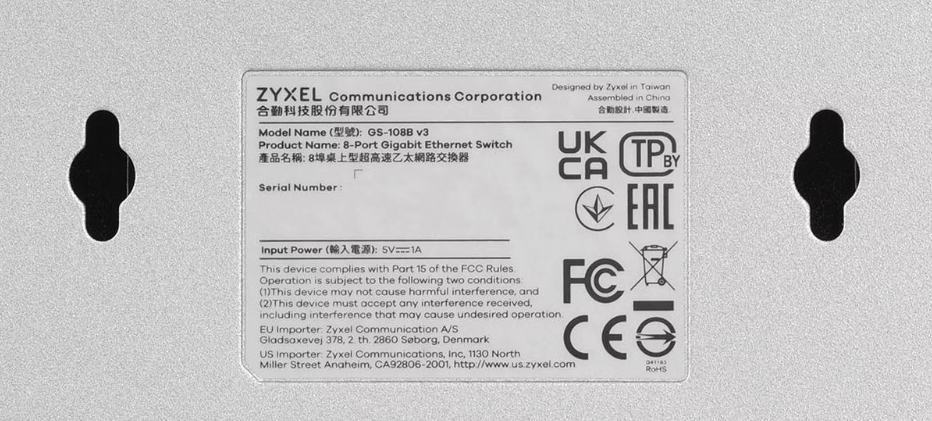 ZYXEL Communications Corporation
合勤科技股份有限公司
Designed by Zyxel in Taiwan
Assembled in China
合勤設計．中國製造．
Model Name (型號): GS-108B v3
Product Name: 8-Port Gigabit Ethernet Switch
產品名稱: 8埠桌上型超高速乙太網路交換器
Serial Number :
Input Power (輸入電源): 5V⎓1A
This device complies with Part 15 of the FCC Rules.
Operation is subject to the following two conditions:
(1)This device may not cause harmful interference, and
(2)This device must accept any interference received,
including interference that may cause undesired operation.
EU Importer: Zyxel Communication A/S
Gladsaxevej 378, 2. th. 2860 Søborg, Denmark
US Importer: Zyxel Communications, Inc, 1130 North
Miller Street Anaheim, CA92806-2001, http://www.us.zyxel.com
UK
CA
TP BY
EAC
FC
CE
D41183
RoHS